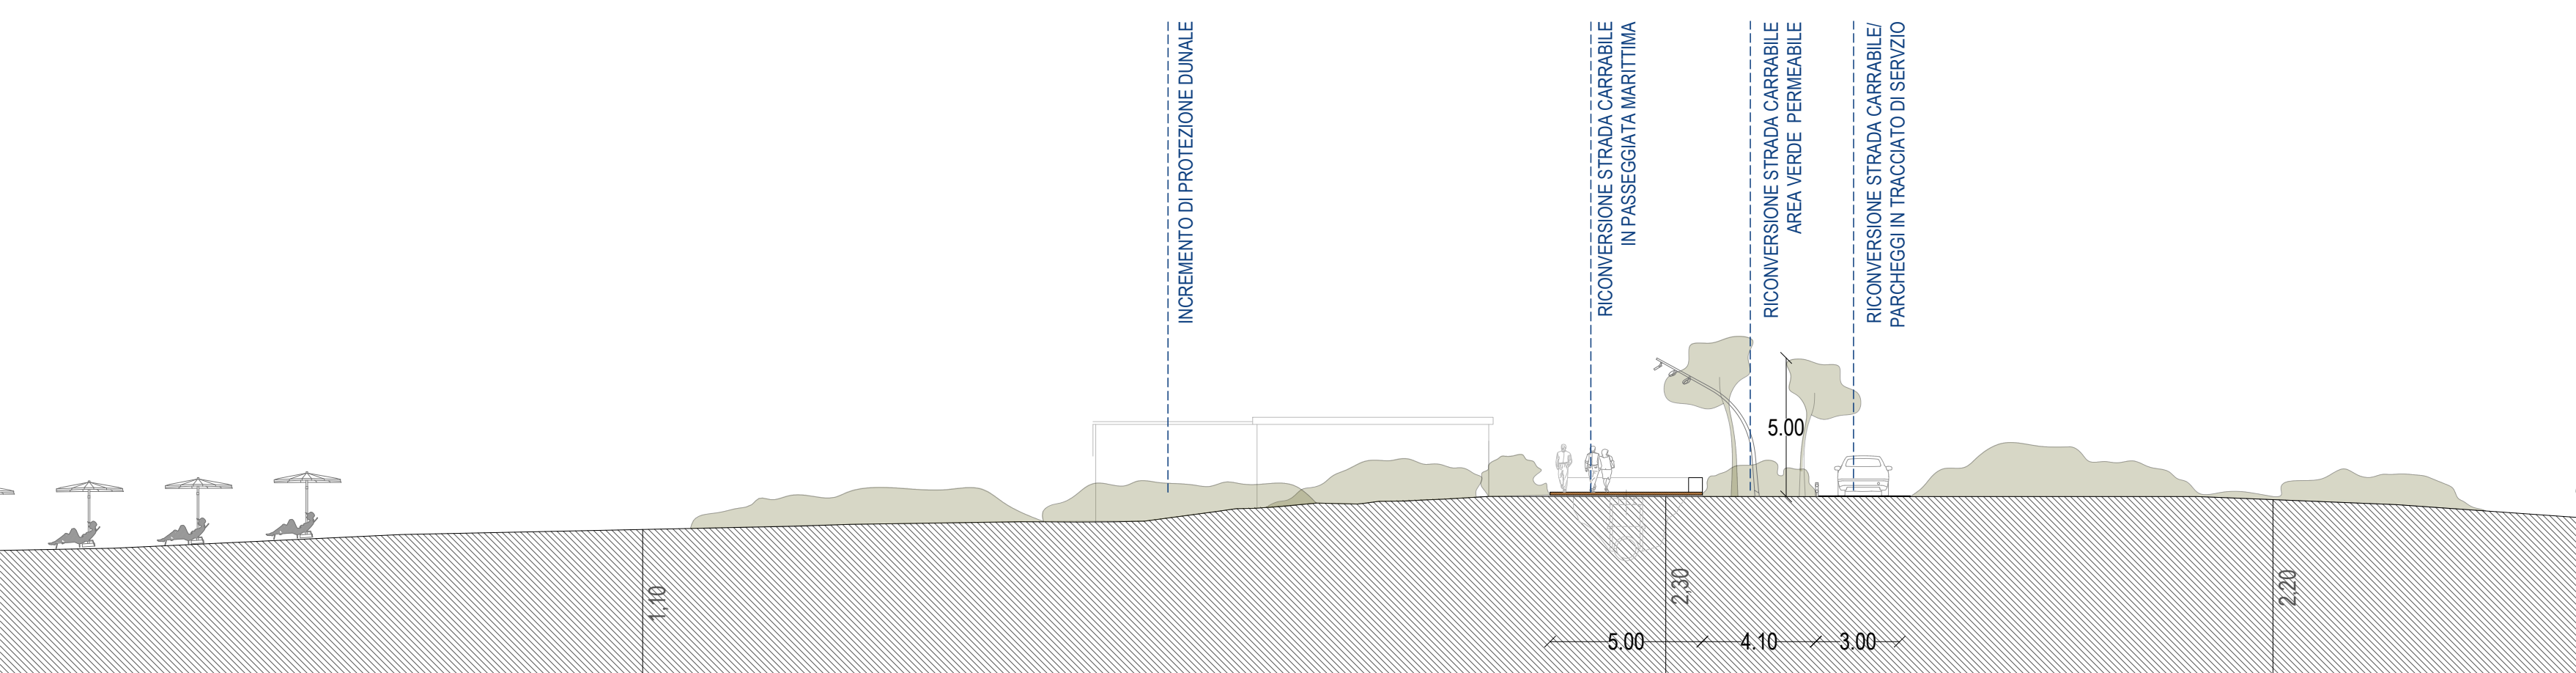 INCREMENTO DI PROTEZIONE DUNALE
RICONVERSIONE STRADA CARRABILE
IN PASSEGGIATA MARITTIMA
RICONVERSIONE STRADA CARRABILE
AREA VERDE PERMEABILE
RICONVERSIONE STRADA CARRABILE/
PARCHEGGI IN TRACCIATO DI SERVZIO
5.00
1,10
2,30
2,20
5.00
4.10
3.00